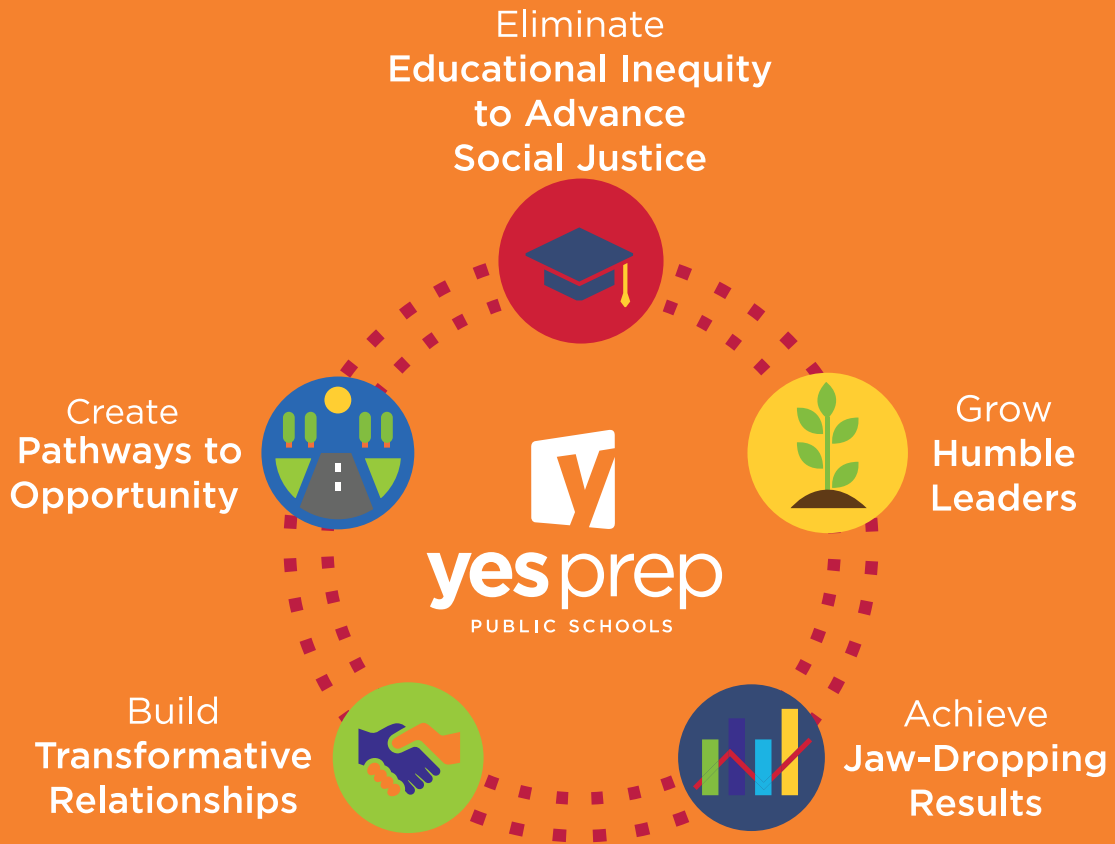 Eliminate
Educational Inequity
to Advance
Social Justice
Create
Pathways to
Opportunity
Grow
Humble
Leaders
yes prep
PUBLIC SCHOOLS
Build
Transformative
Relationships
Achieve
Jaw-Dropping
Results